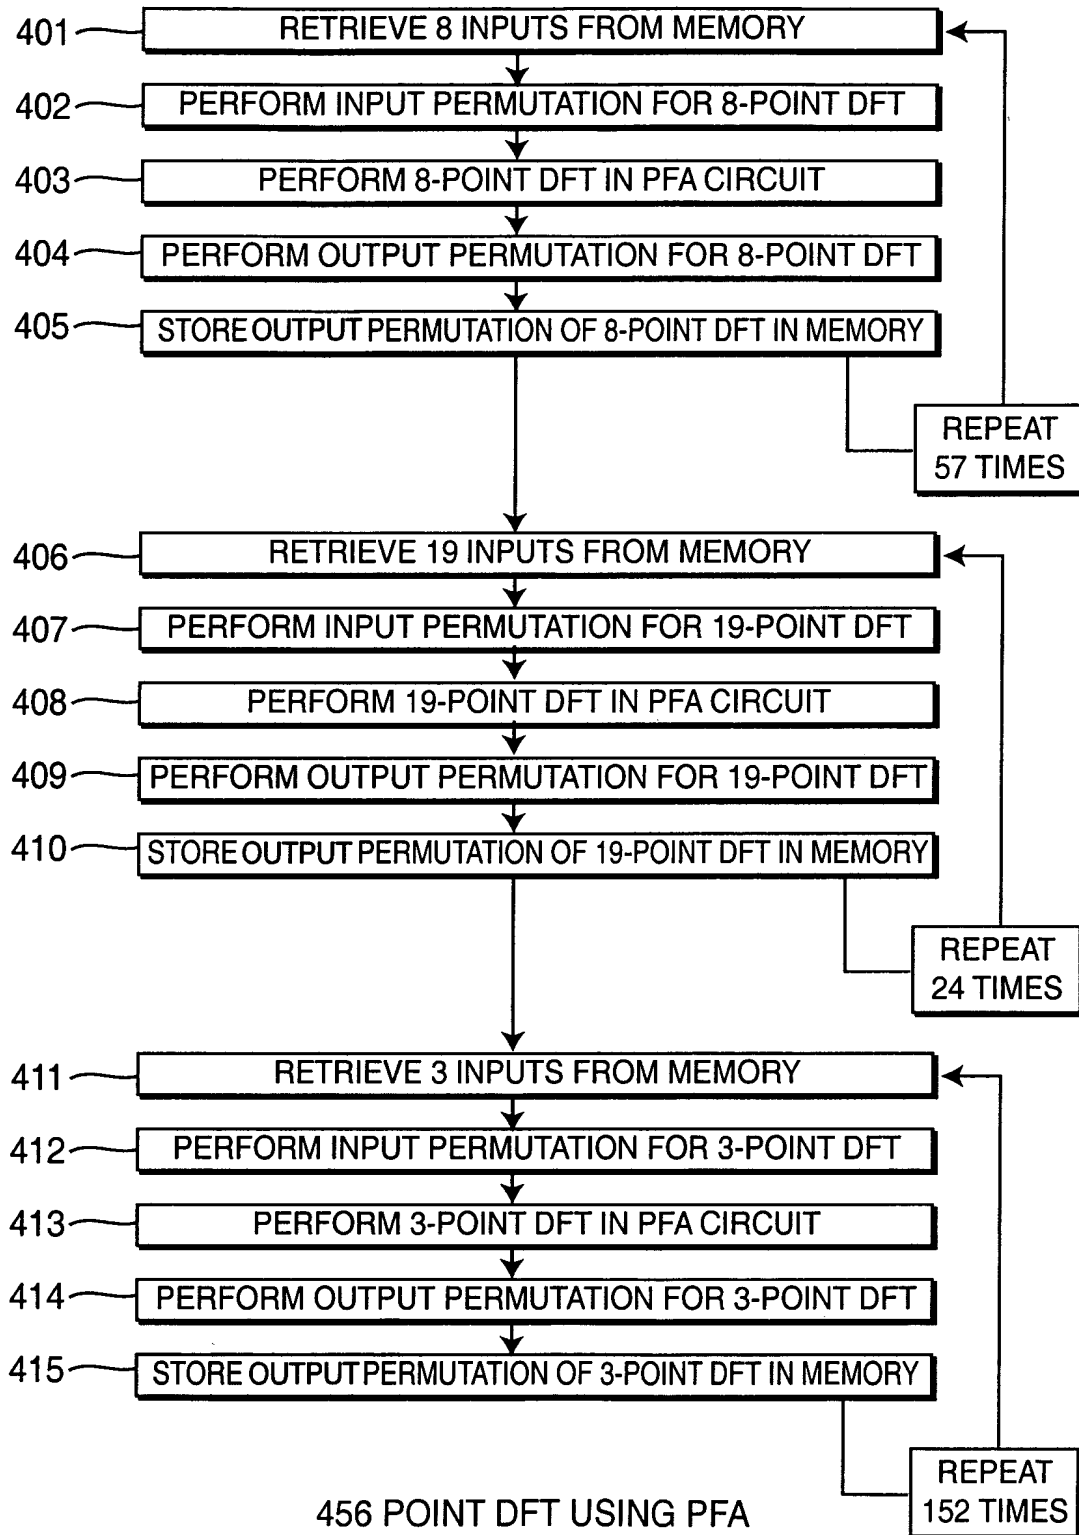 401 RETRIEVE 8 INPUTS FROM MEMORY
402 PERFORM INPUT PERMUTATION FOR 8-POINT DFT
403 PERFORM 8-POINT DFT IN PFA CIRCUIT
404 PERFORM OUTPUT PERMUTATION FOR 8-POINT DFT
405 STORE OUTPUT PERMUTATION OF 8-POINT DFT IN MEMORY
REPEAT
57 TIMES
406 RETRIEVE 19 INPUTS FROM MEMORY
407 PERFORM INPUT PERMUTATION FOR 19-POINT DFT
408 PERFORM 19-POINT DFT IN PFA CIRCUIT
409 PERFORM OUTPUT PERMUTATION FOR 19-POINT DFT
410 STORE OUTPUT PERMUTATION OF 19-POINT DFT IN MEMORY
REPEAT
24 TIMES
411 RETRIEVE 3 INPUTS FROM MEMORY
412 PERFORM INPUT PERMUTATION FOR 3-POINT DFT
413 PERFORM 3-POINT DFT IN PFA CIRCUIT
414 PERFORM OUTPUT PERMUTATION FOR 3-POINT DFT
415 STORE OUTPUT PERMUTATION OF 3-POINT DFT IN MEMORY
REPEAT
152 TIMES
456 POINT DFT USING PFA